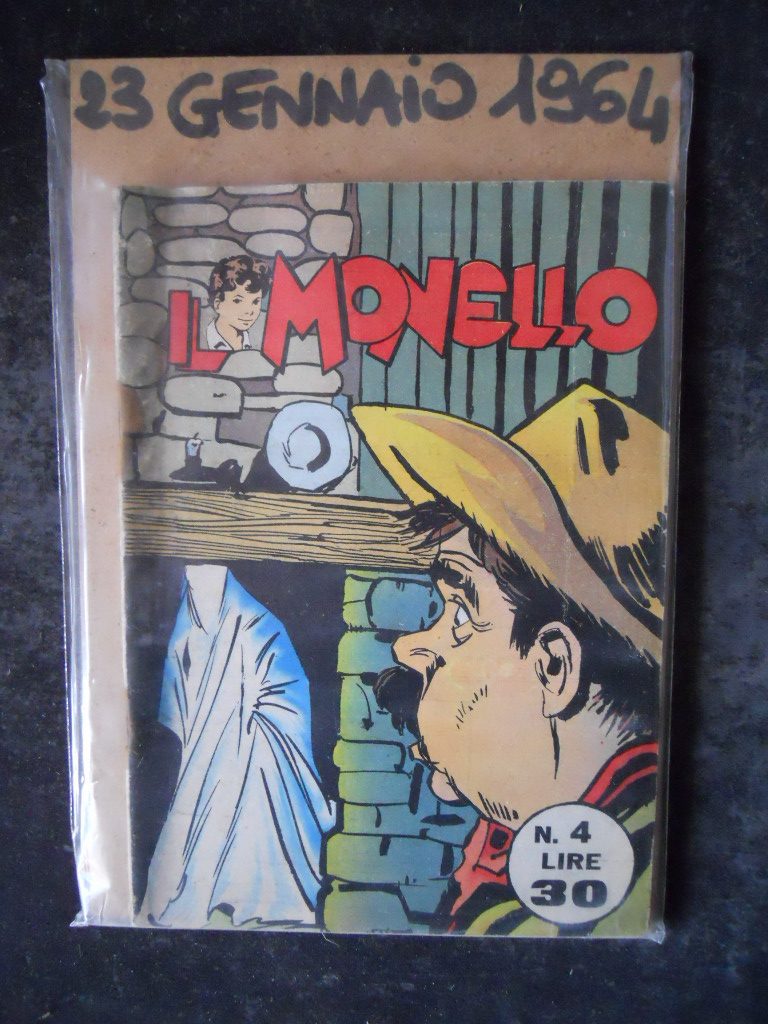 23 GENNAIO 1964
IL MONELLO
N. 4
LIRE
30